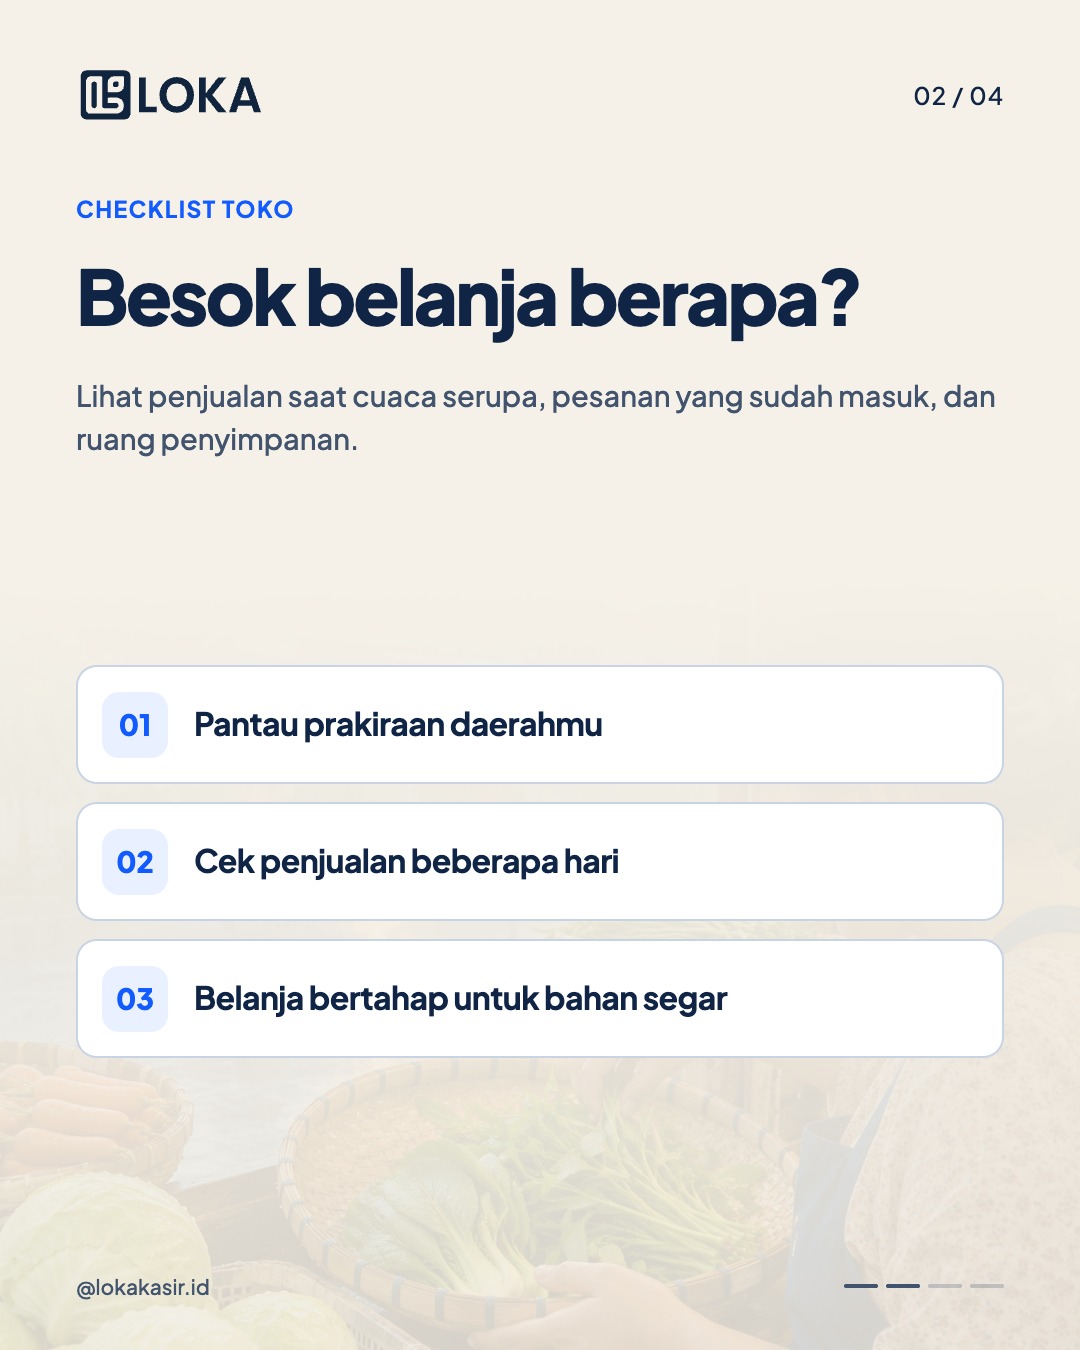 LOKA
02 / 04
CHECKLIST TOKO
Besok belanja berapa?
Lihat penjualan saat cuaca serupa, pesanan yang sudah masuk, dan
ruang penyimpanan.
01 Pantau prakiraan daerahmu
02 Cek penjualan beberapa hari
03 Belanja bertahap untuk bahan segar
@lokakasir.id